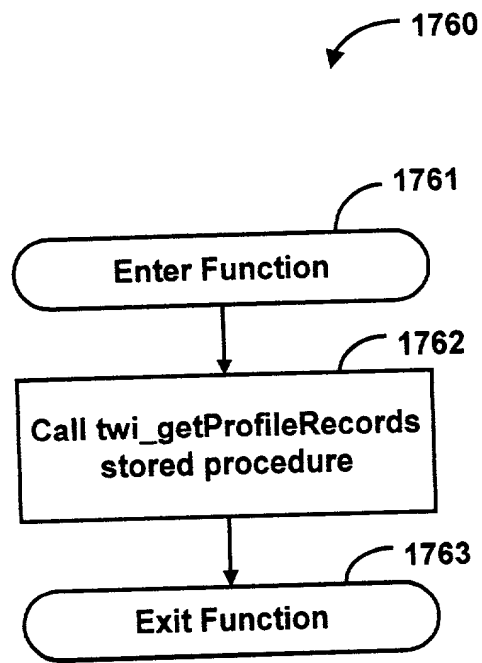 1760
1761
Enter Function
1762
Call twi_getProfileRecords
stored procedure
1763
Exit Function